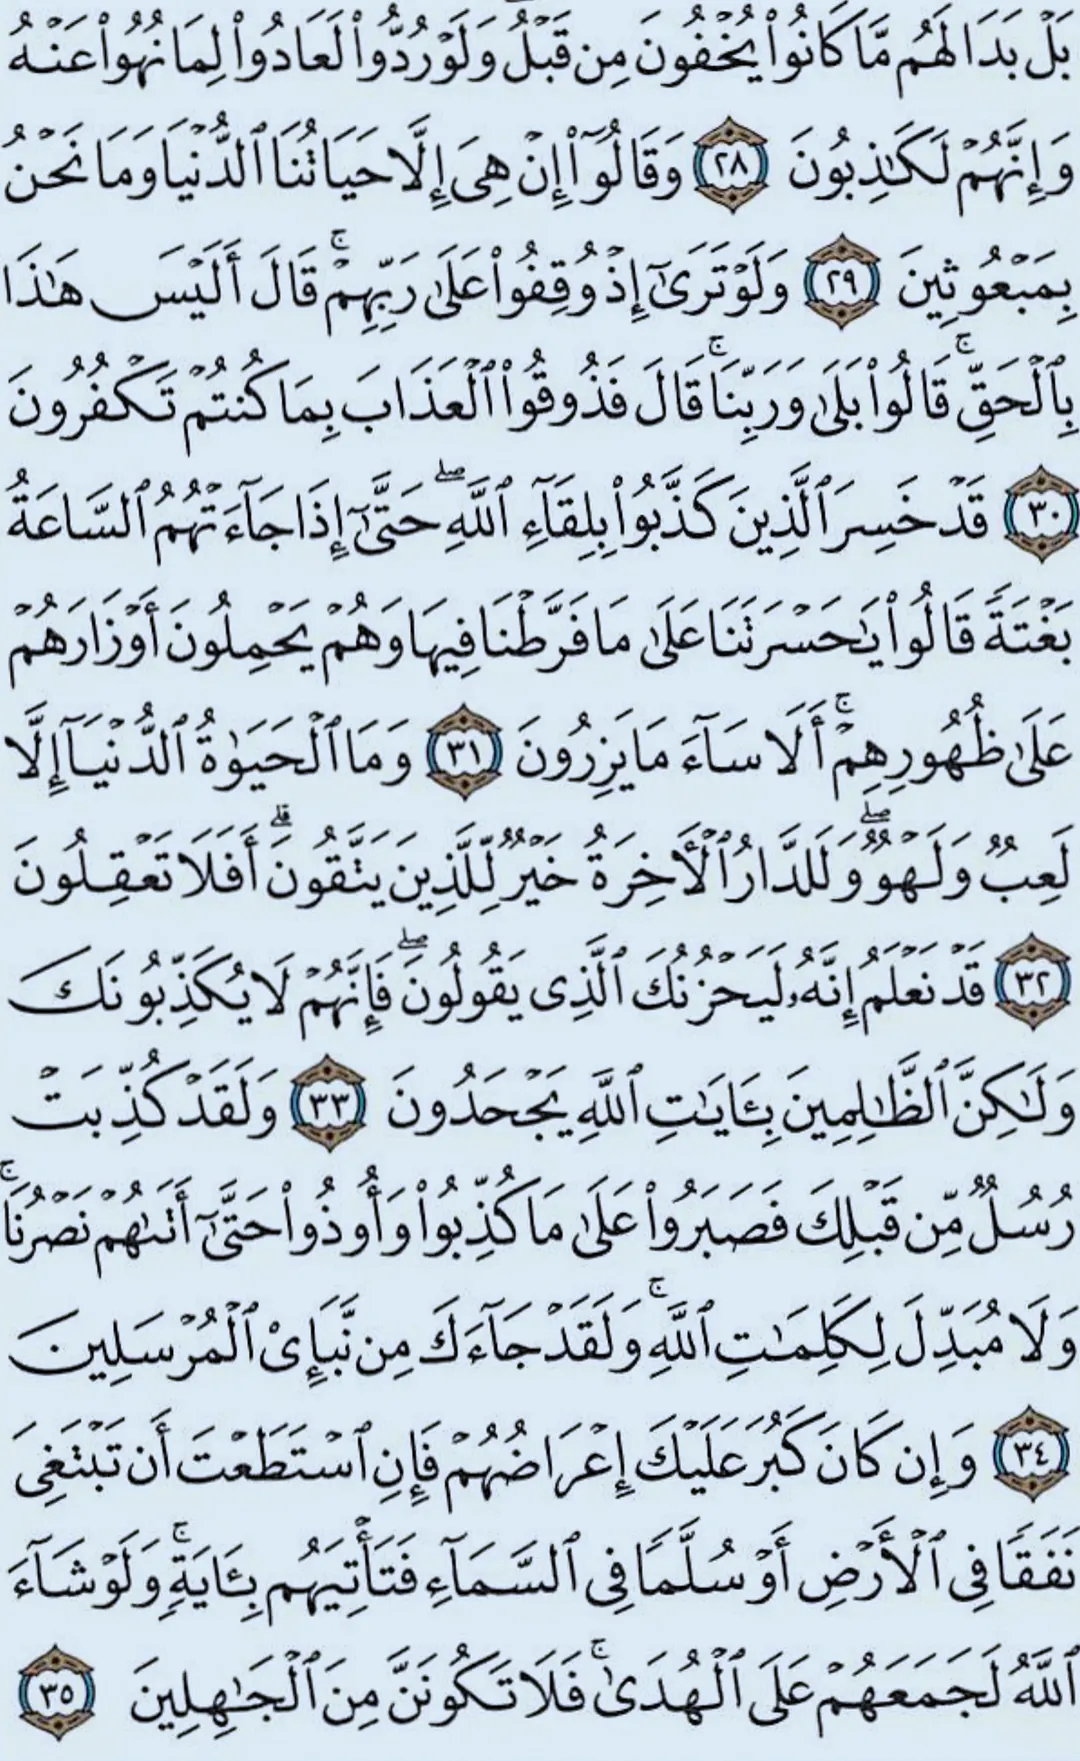 بَلْ بَدَا لَهُم مَّا كَانُوا۟ يُخْفُونَ مِن قَبْلُ وَلَوْ رُدُّوا۟ لَعَادُوا۟ لِمَا نُهُوا۟ عَنْهُ
وَإِنَّهُمْ لَكَـٰذِبُونَ ٢٨ وَقَالُوٓا۟ إِنْ هِىَ إِلَّا حَيَاتُنَا ٱلدُّنْيَا وَمَا نَحْنُ
بِمَبْعُوثِينَ ٢٩ وَلَوْ تَرَىٰٓ إِذْ وُقِفُوا۟ عَلَىٰ رَبِّهِمْ ۚ قَالَ أَلَيْسَ هَـٰذَا
بِٱلْحَقِّ ۚ قَالُوا۟ بَلَىٰ وَرَبِّنَا ۚ قَالَ فَذُوقُوا۟ ٱلْعَذَابَ بِمَا كُنتُمْ تَكْفُرُونَ
٣٠ قَدْ خَسِرَ ٱلَّذِينَ كَذَّبُوا۟ بِلِقَآءِ ٱللَّهِ ۖ حَتَّىٰٓ إِذَا جَآءَتْهُمُ ٱلسَّاعَةُ
بَغْتَةً قَالُوا۟ يَـٰحَسْرَتَنَا عَلَىٰ مَا فَرَّطْنَا فِيهَا وَهُمْ يَحْمِلُونَ أَوْزَارَهُمْ
عَلَىٰ ظُهُورِهِمْ ۚ أَلَا سَآءَ مَا يَزِرُونَ ٣١ وَمَا ٱلْحَيَوٰةُ ٱلدُّنْيَآ إِلَّا
لَعِبٌ وَلَهْوٌ ۖ وَلَلدَّارُ ٱلْـَٔاخِرَةُ خَيْرٌ لِّلَّذِينَ يَتَّقُونَ ۗ أَفَلَا تَعْقِلُونَ
٣٢ قَدْ نَعْلَمُ إِنَّهُۥ لَيَحْزُنُكَ ٱلَّذِى يَقُولُونَ ۖ فَإِنَّهُمْ لَا يُكَذِّبُونَكَ
وَلَـٰكِنَّ ٱلظَّـٰلِمِينَ بِـَٔايَـٰتِ ٱللَّهِ يَجْحَدُونَ ٣٣ وَلَقَدْ كُذِّبَتْ
رُسُلٌ مِّن قَبْلِكَ فَصَبَرُوا۟ عَلَىٰ مَا كُذِّبُوا۟ وَأُوذُوا۟ حَتَّىٰٓ أَتَىٰهُمْ نَصْرُنَا ۚ
وَلَا مُبَدِّلَ لِكَلِمَـٰتِ ٱللَّهِ ۚ وَلَقَدْ جَآءَكَ مِن نَّبَإِى۟ ٱلْمُرْسَلِينَ
٣٤ وَإِن كَانَ كَبُرَ عَلَيْكَ إِعْرَاضُهُمْ فَإِنِ ٱسْتَطَعْتَ أَن تَبْتَغِىَ
نَفَقًا فِى ٱلْأَرْضِ أَوْ سُلَّمًا فِى ٱلسَّمَآءِ فَتَأْتِيَهُم بِـَٔايَةٍ ۚ وَلَوْ شَآءَ
ٱللَّهُ لَجَمَعَهُمْ عَلَى ٱلْهُدَىٰ ۚ فَلَا تَكُونَنَّ مِنَ ٱلْجَـٰهِلِينَ ٣٥